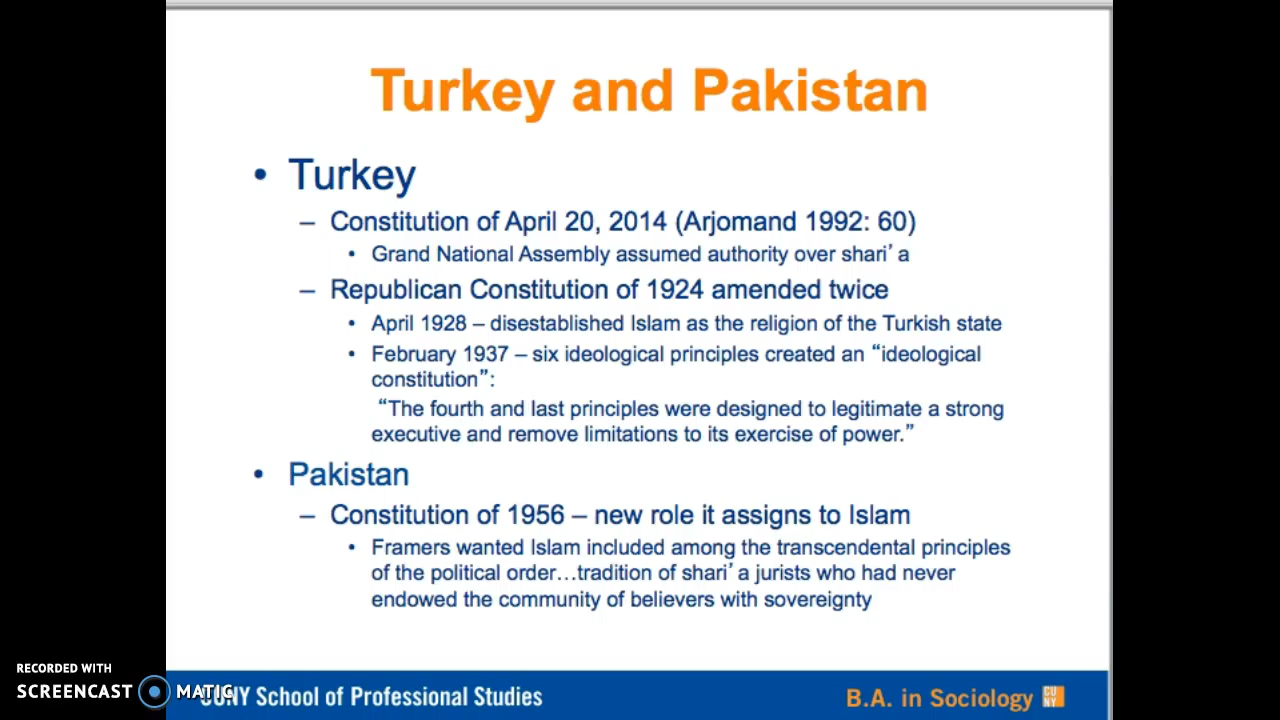 Turkey and Pakistan
• Turkey
– Constitution of April 20, 2014 (Arjomand 1992: 60)
• Grand National Assembly assumed authority over shari’a
– Republican Constitution of 1924 amended twice
• April 1928 – disestablished Islam as the religion of the Turkish state
• February 1937 – six ideological principles created an “ideological
constitution”:
“The fourth and last principles were designed to legitimate a strong
executive and remove limitations to its exercise of power.”
• Pakistan
– Constitution of 1956 – new role it assigns to Islam
• Framers wanted Islam included among the transcendental principles
of the political order…tradition of shari’a jurists who had never
endowed the community of believers with sovereignty
RECORDED WITH
SCREENCAST MATIC
CUNY School of Professional Studies
B.A. in Sociology CU
NY